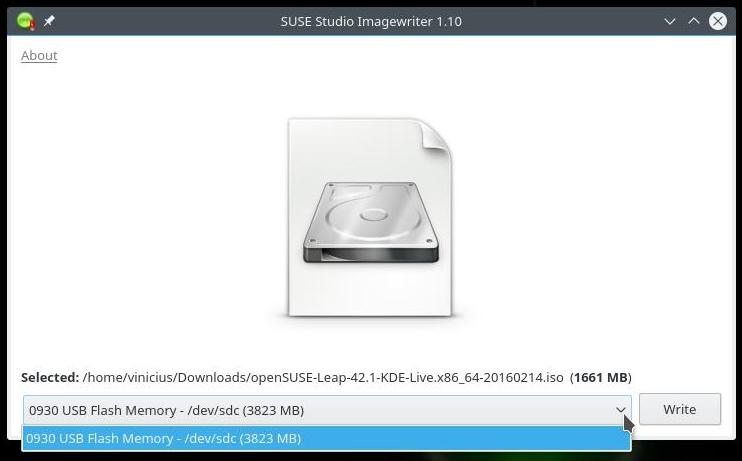 SUSE Studio Imagewriter 1.10
About
Selected: /home/vinicius/Downloads/openSUSE-Leap-42.1-KDE-Live.x86_64-20160214.iso (1661 MB)
0930 USB Flash Memory - /dev/sdc (3823 MB)
Write
0930 USB Flash Memory - /dev/sdc (3823 MB)